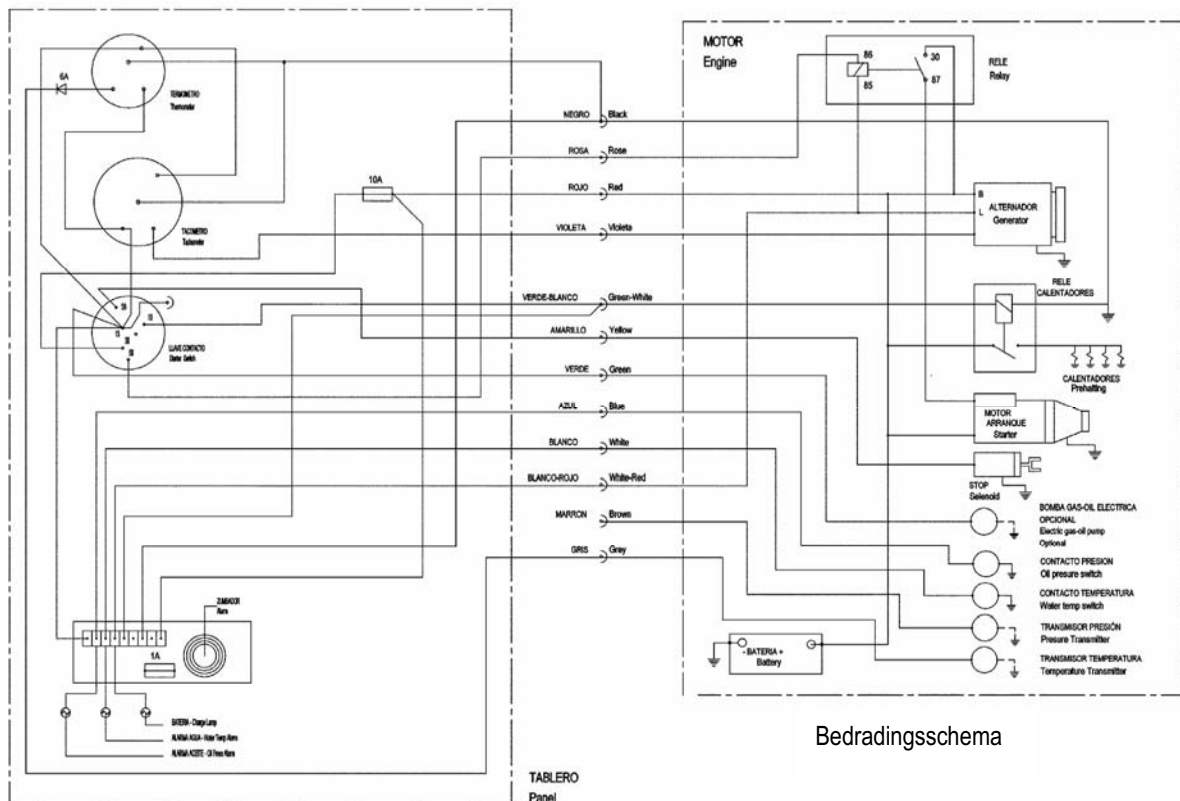 MOTOR
Engine
86
30
87
85
RELE
Relay
6A
TERMOMETRO
Thermometer
NEGRO
Black
ROSA
Rose
10A
ROJO
Red
B
L
ALTERNADOR
Generator
TACOMETRO
VIOLETA
Violeta
RELE
CALENTADORES
VERDE-BLANCO
Green-White
AMARILLO
Yellow
15
30
50
LLAVE CONTACTO
Starter Switch
VERDE
Green
CALENTADORES
Prehalting
AZUL
Blue
MOTOR
ARRANQUE
Starter
BLANCO
White
BLANCO-ROJO
White-Red
STOP
Selenoid
MARRON
Brown
BOMBA GAS-OIL ELECTRICA
OPCIONAL
Electric gas-oil pump
Optional
GRIS
Grey
CONTACTO PRESION
Oil presure switch
CONTACTO TEMPERATURA
Water temp switch
ZUMBADOR
Alarm
TRANSMISOR PRESIÓN
Presure Transmitter
1A
- BATERIA +
Battery
TRANSMISOR TEMPERATURA
Temperature Transmitter
BATERIA - Charge Lamp
ALARMA AGUA - Water Temp Alarm
ALARMA ACEITE - Oil Press Alarm
Bedradingsschema
TABLERO
Panel